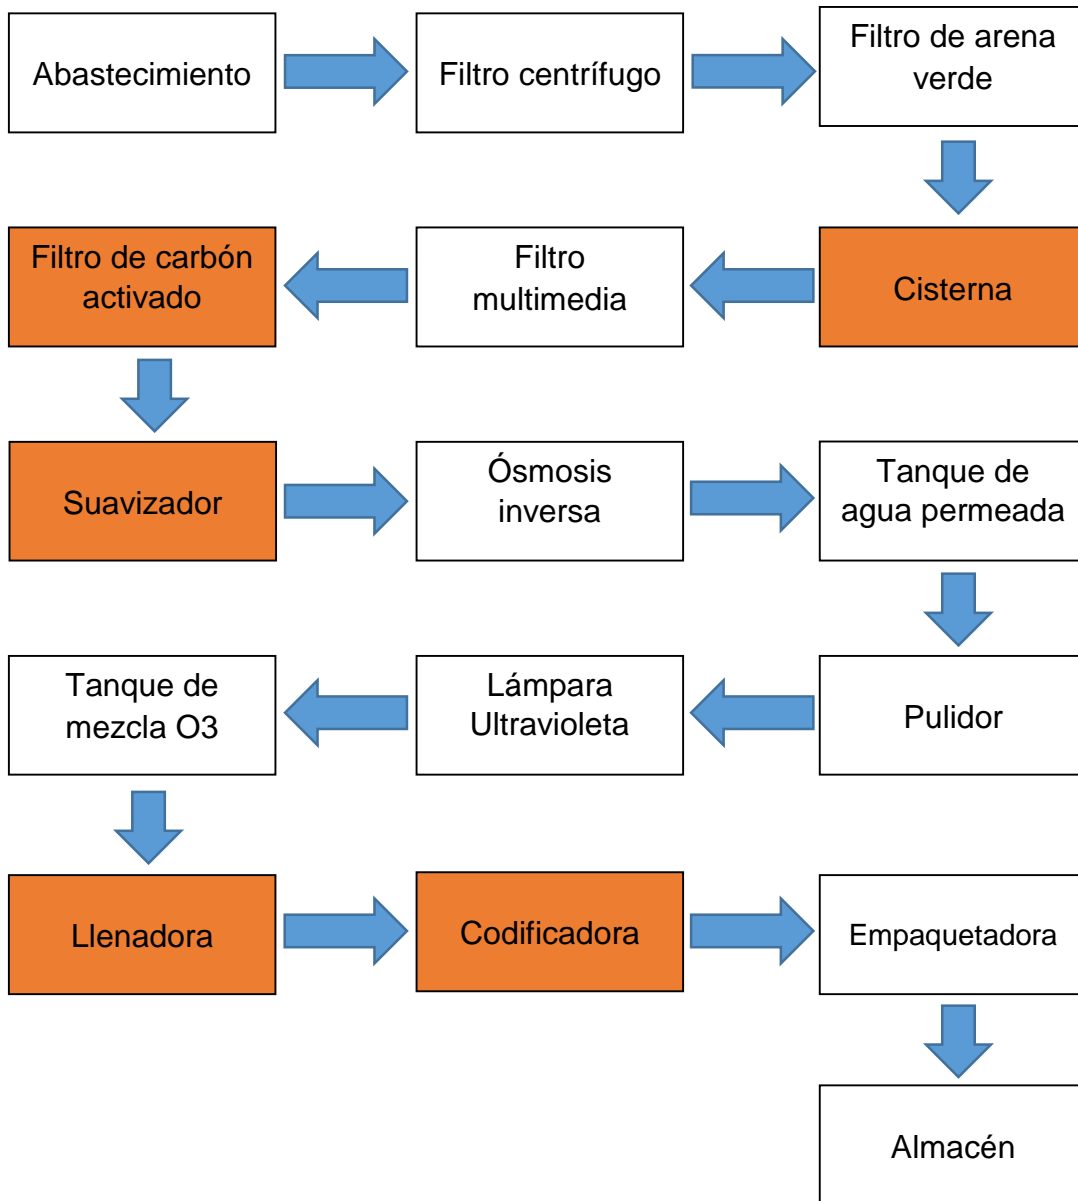 Abastecimiento
Filtro centrífugo
Filtro de arena
verde
Filtro de carbón
activado
Filtro
multimedia
Cisterna
Suavizador
Ósmosis
inversa
Tanque de
agua permeada
Tanque de
mezcla O3
Lámpara
Ultravioleta
Pulidor
Llenadora
Codificadora
Empaquetadora
Almacén